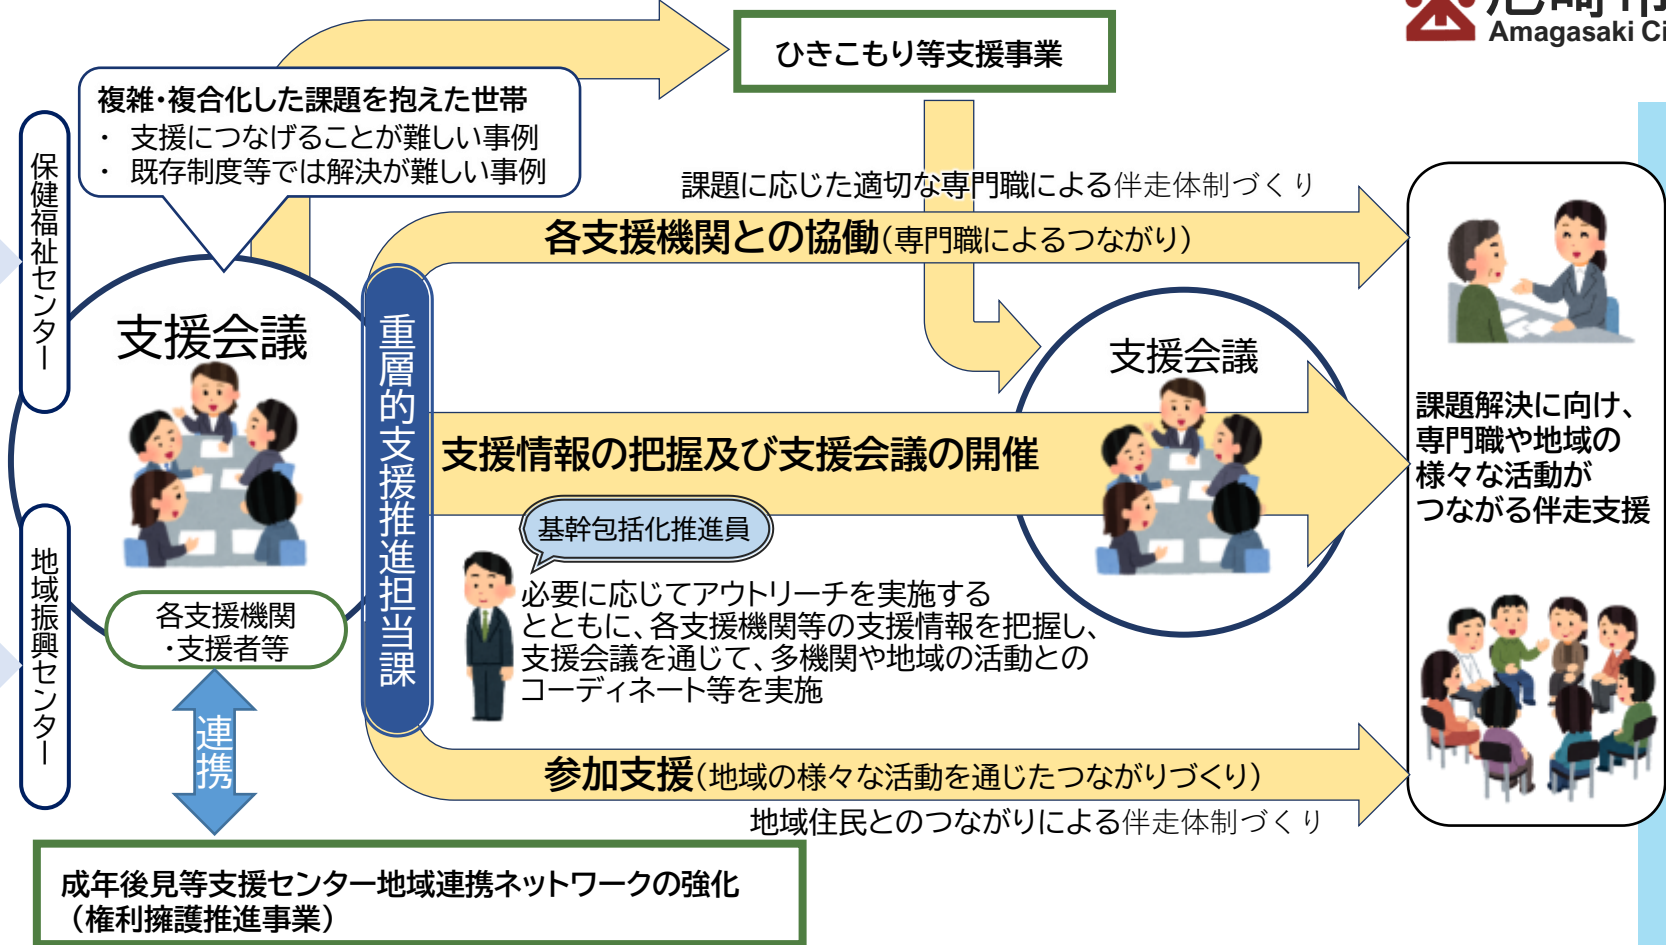 尼崎市
Amagasaki Ci
ひきこもり等支援事業
複雑・複合化した課題を抱えた世帯
・ 支援につなげることが難しい事例
・ 既存制度等では解決が難しい事例
保健福祉センター
地域振興センター
支援会議
各支援機関
・支援者等
連携
成年後見等支援センター地域連携ネットワークの強化
（権利擁護推進事業）
重層的支援推進担当課
課題に応じた適切な専門職による伴走体制づくり
各支援機関との協働（専門職によるつながり）
支援情報の把握及び支援会議の開催
支援会議
基幹包括化推進員
必要に応じてアウトリーチを実施する
とともに、各支援機関等の支援情報を把握し、
支援会議を通じて、多機関や地域の活動との
コーディネート等を実施
参加支援（地域の様々な活動を通じたつながりづくり）
地域住民とのつながりによる伴走体制づくり
課題解決に向け、
専門職や地域の
様々な活動が
つながる伴走支援